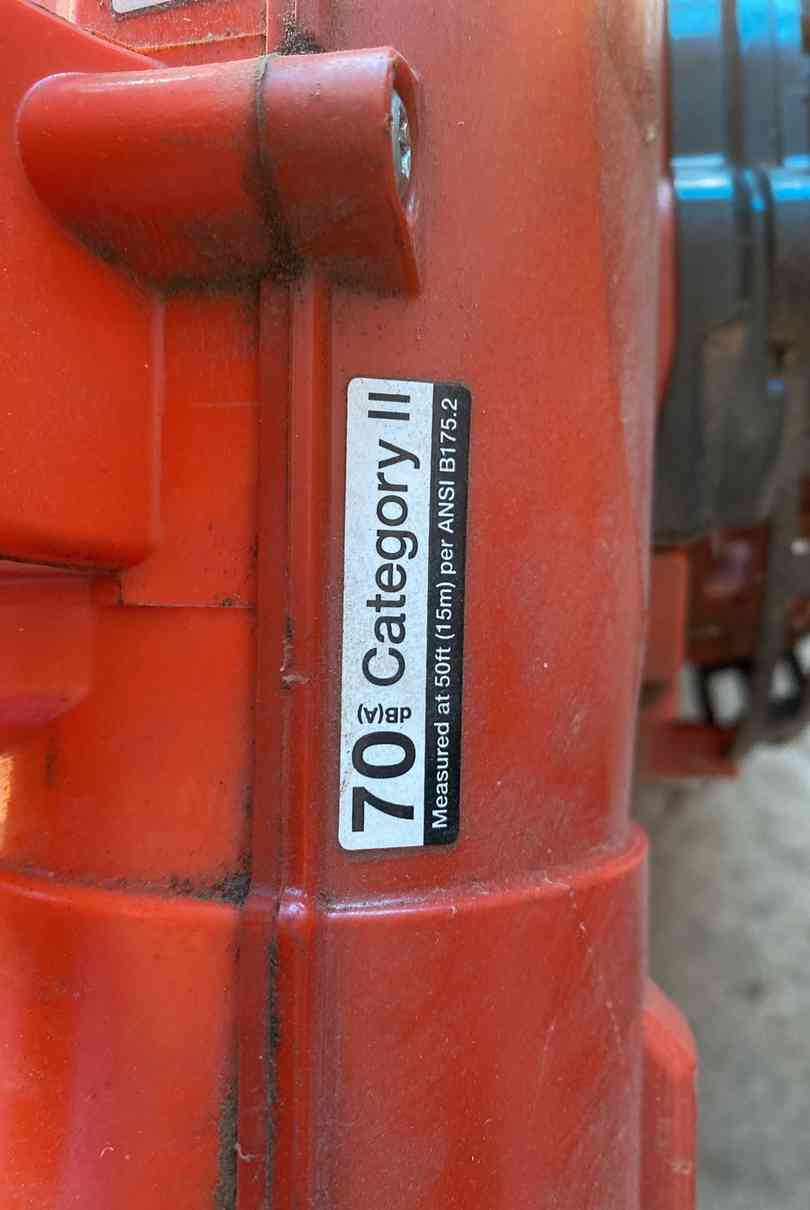 70 dB(A) Category II
Measured at 50ft (15m) per ANSI B175.2